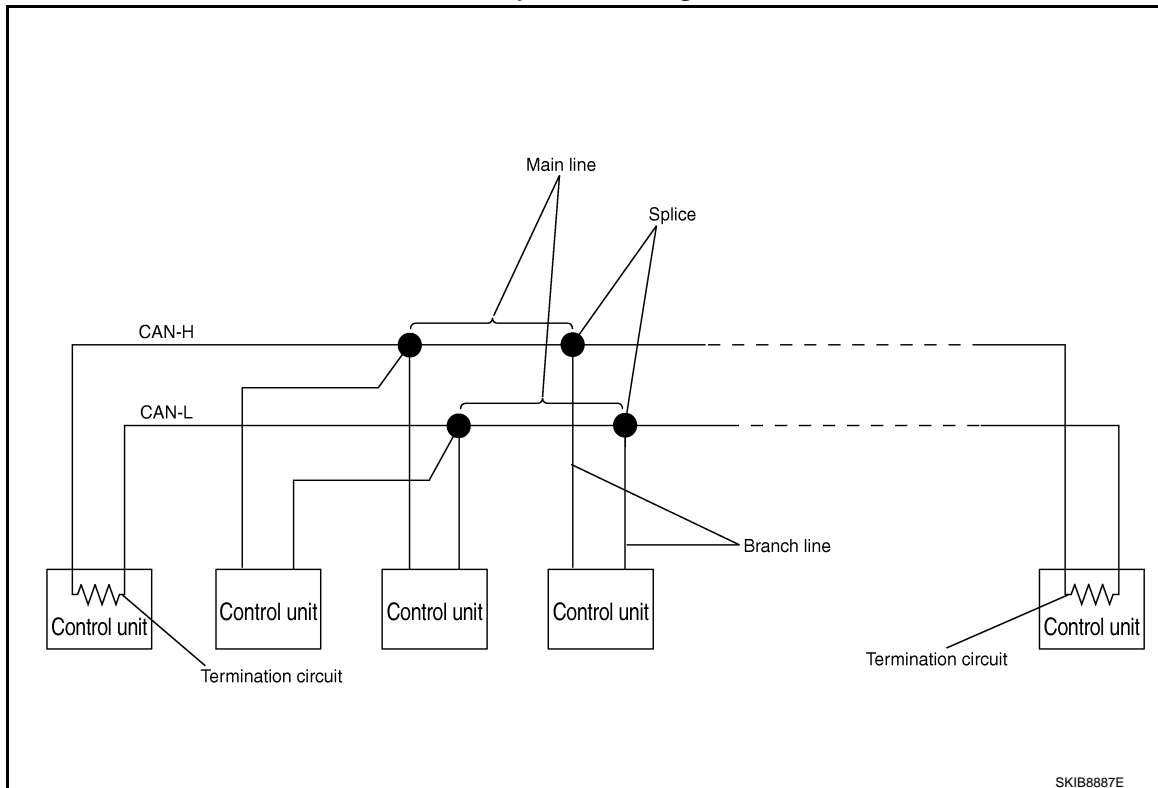 Main line
Splice
CAN-H
CAN-L
Branch line
Control unit
Control unit
Control unit
Control unit
Control unit
Termination circuit
Termination circuit
SKIB8887E